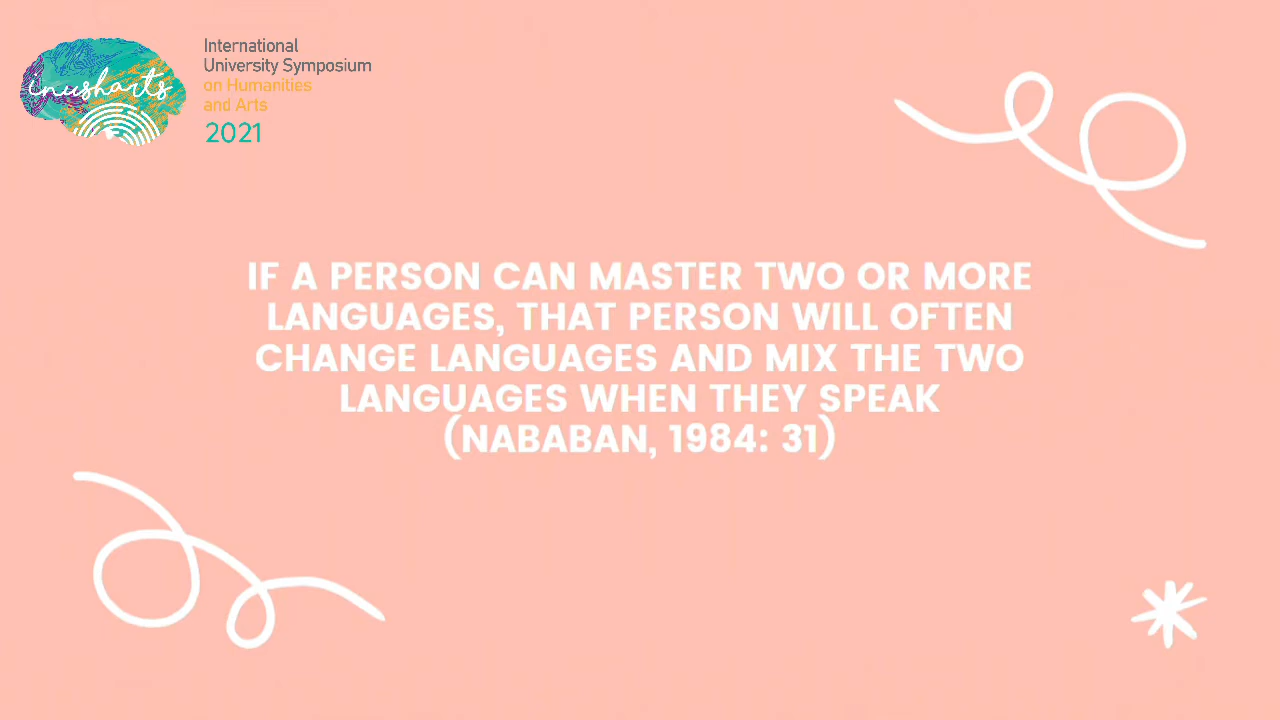 inusharts
International
University Symposium
on Humanities
and Arts
2021
IF A PERSON CAN MASTER TWO OR MORE
LANGUAGES, THAT PERSON WILL OFTEN
CHANGE LANGUAGES AND MIX THE TWO
LANGUAGES WHEN THEY SPEAK
(NABABAN, 1984: 31)